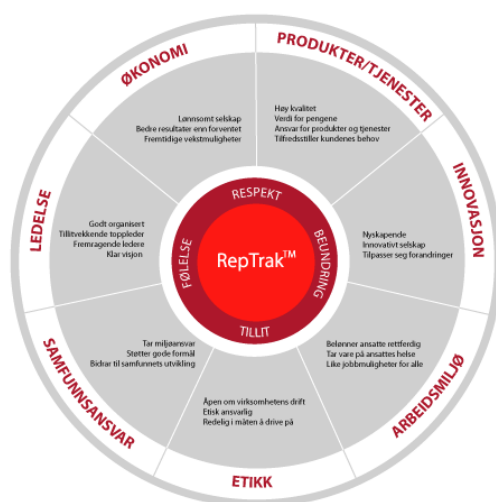 ØKONOMI
Lønnsomt selskap
Bedre resultater enn forventet
Fremtidige vekstmuligheter
PRODUKTER/TJENESTER
Høy kvalitet
Verdi for pengene
Ansvar for produkter og tjenester
Tilfredsstiller kundenes behov
INNOVASJON
Nyskapende
Innovativt selskap
Tilpasser seg forandringer
ARBEIDSMILJØ
Belønner ansatte rettferdig
Tar vare på ansattes helse
Like jobbmuligheter for alle
ETIKK
Åpen om virksomhetens drift
Etisk ansvarlig
Redelig i måten å drive på
SAMFUNNSANSVAR
Tar miljøansvar
Støtter gode formål
Bidrar til samfunnets utvikling
LEDELSE
Godt organisert
Tillitvekkende toppleder
Fremragende ledere
Klar visjon
RESPEKT
BEUNDRING
TILLIT
FØLELSE
RepTrak™